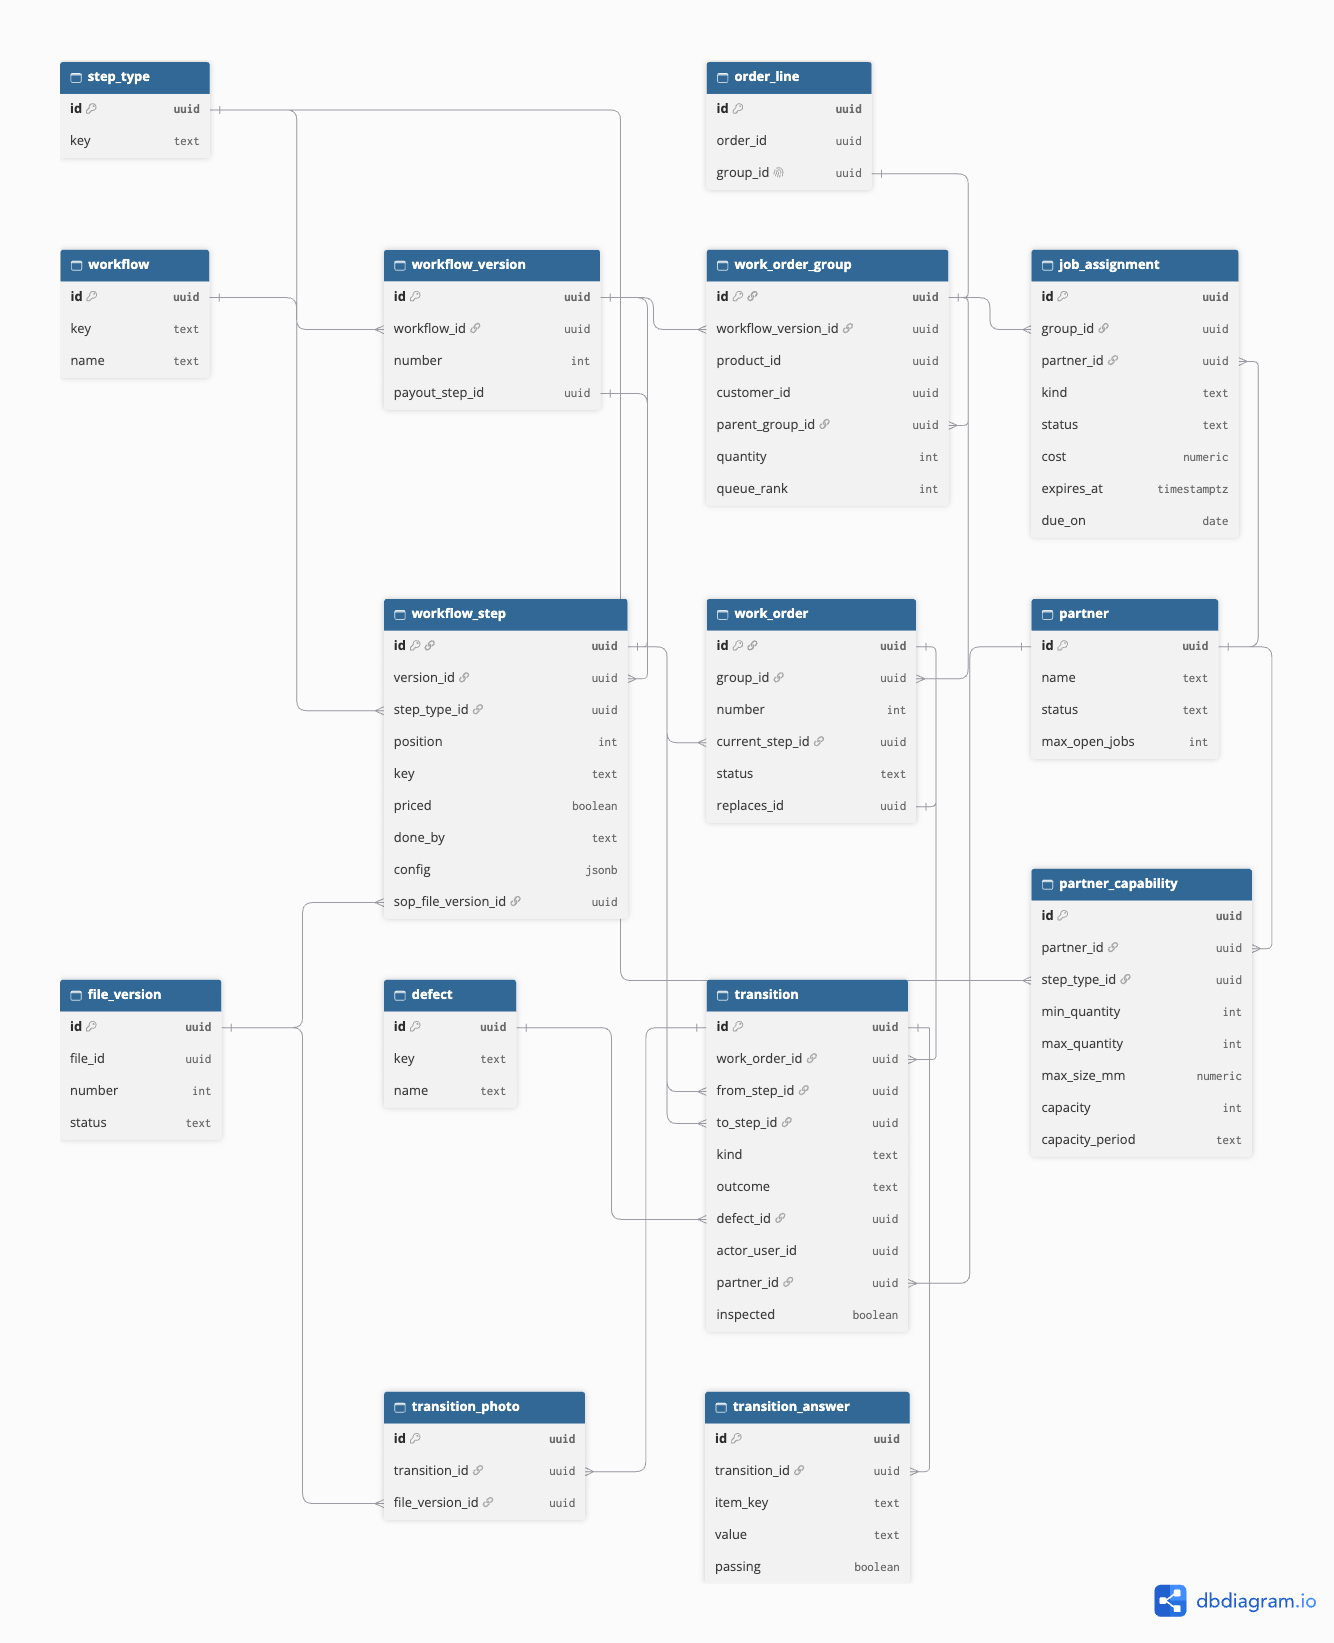 step_type
id uuid
key text
order_line
id uuid
order_id uuid
group_id uuid
workflow
id uuid
key text
name text
workflow_version
id uuid
workflow_id uuid
number int
payout_step_id uuid
work_order_group
id uuid
workflow_version_id uuid
product_id uuid
customer_id uuid
parent_group_id uuid
quantity int
queue_rank int
job_assignment
id uuid
group_id uuid
partner_id uuid
kind text
status text
cost numeric
expires_at timestamptz
due_on date
workflow_step
id uuid
version_id uuid
step_type_id uuid
position int
key text
priced boolean
done_by text
config jsonb
sop_file_version_id uuid
work_order
id uuid
group_id uuid
number int
current_step_id uuid
status text
replaces_id uuid
partner
id uuid
name text
status text
max_open_jobs int
partner_capability
id uuid
partner_id uuid
step_type_id uuid
min_quantity int
max_quantity int
max_size_mm numeric
capacity int
capacity_period text
file_version
id uuid
file_id uuid
number int
status text
defect
id uuid
key text
name text
transition
id uuid
work_order_id uuid
from_step_id uuid
to_step_id uuid
kind text
outcome text
defect_id uuid
actor_user_id uuid
partner_id uuid
inspected boolean
transition_photo
id uuid
transition_id uuid
file_version_id uuid
transition_answer
id uuid
transition_id uuid
item_key text
value text
passing boolean
dbdiagram.io